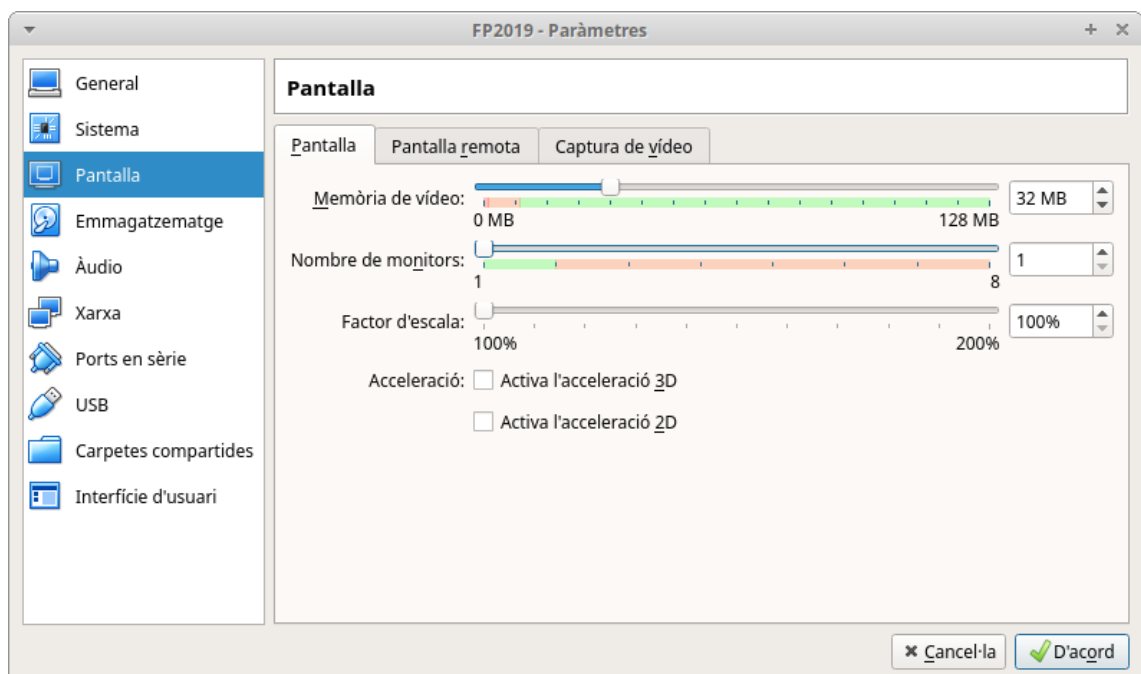 FP2019 - Paràmetres
General
Sistema
Pantalla
Emmagatzematge
Àudio
Xarxa
Ports en sèrie
USB
Carpetes compartides
Interfície d'usuari
Pantalla
Pantalla Pantalla remota Captura de vídeo
Memòria de vídeo: 32 MB
0 MB 128 MB
Nombre de monitors: 1
1 8
Factor d'escala: 100%
100% 200%
Acceleració: Activa l'acceleració 3D
Activa l'acceleració 2D
Cancel·la D'acord